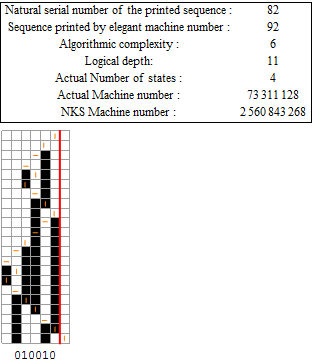 Natural serial number of the printed sequence : 82
Sequence printed by elegant machine number : 92
Algorithmic complexity : 6
Logical depth: 11
Actual Number of states : 4
Actual Machine number : 73 311 128
NKS Machine number : 2 560 843 268
010010